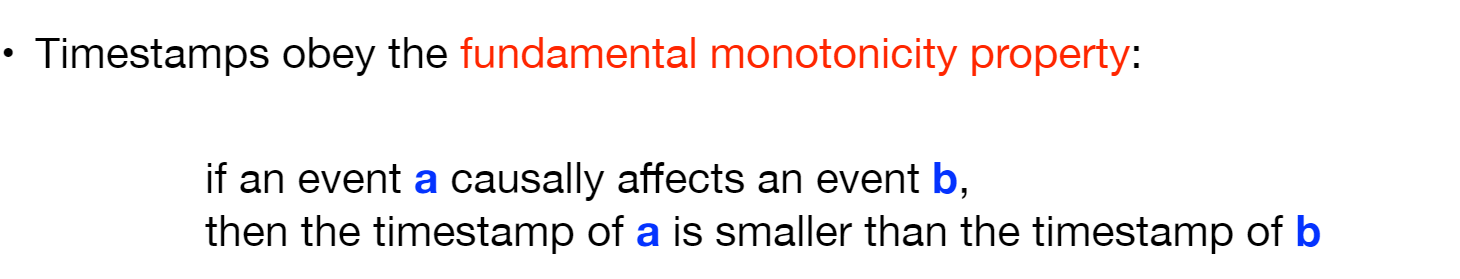 • Timestamps obey the fundamental monotonicity property:
if an event a causally affects an event b,
then the timestamp of a is smaller than the timestamp of b